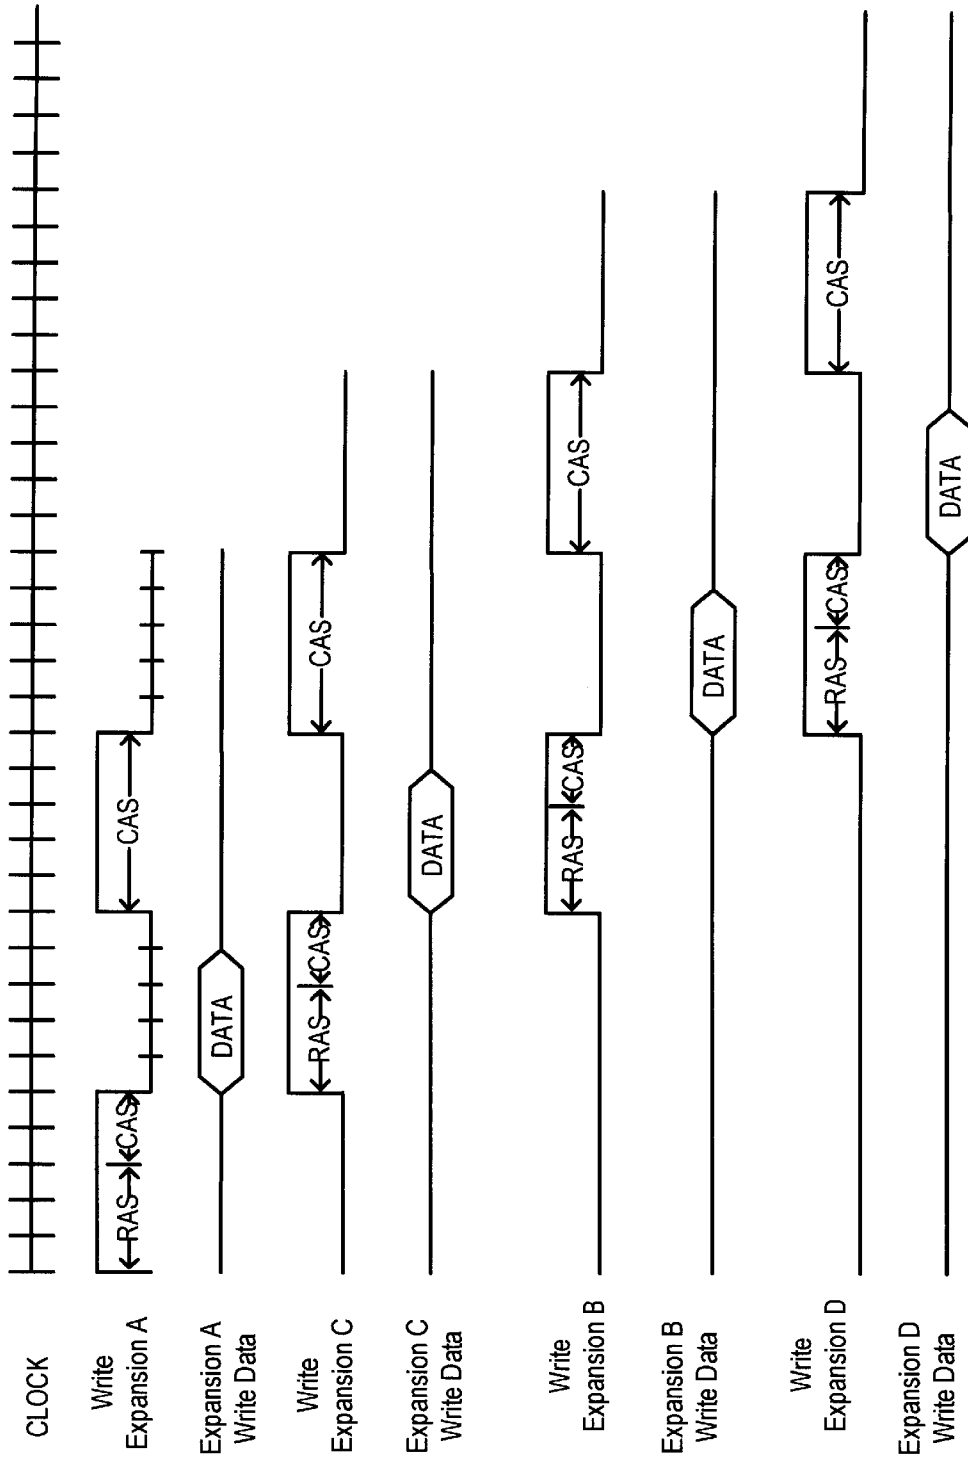 CLOCK
Write
Expansion A
RAS
CAS
CAS
Expansion A
Write Data
DATA
Write
Expansion C
RAS
CAS
CAS
Expansion C
Write Data
DATA
Write
Expansion B
RAS
CAS
CAS
Expansion B
Write Data
DATA
Write
Expansion D
RAS
CAS
CAS
Expansion D
Write Data
DATA